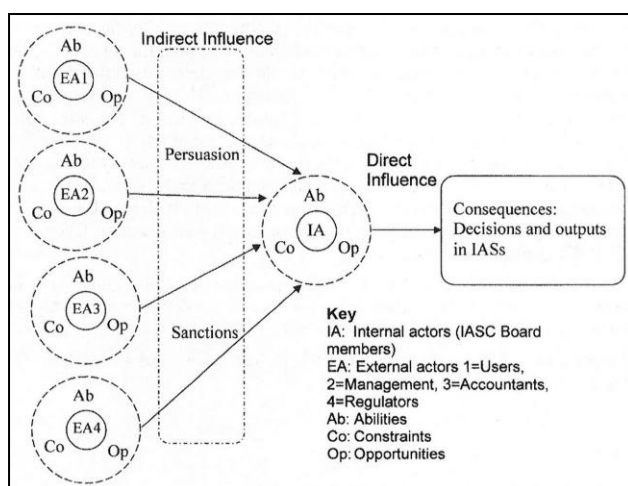 Indirect Influence
Ab
EA1
Co
Op
Persuasion
Ab
EA2
Co
Op
Ab
EA3
Co
Op
Sanctions
Ab
EA4
Co
Op
Ab
IA
Co
Op
Direct
Influence
Consequences:
Decisions and outputs
in IASs
Key
IA: Internal actors (IASC Board
members)
EA: External actors 1=Users,
2=Management, 3=Accountants,
4=Regulators
Ab: Abilities
Co: Constraints
Op: Opportunities